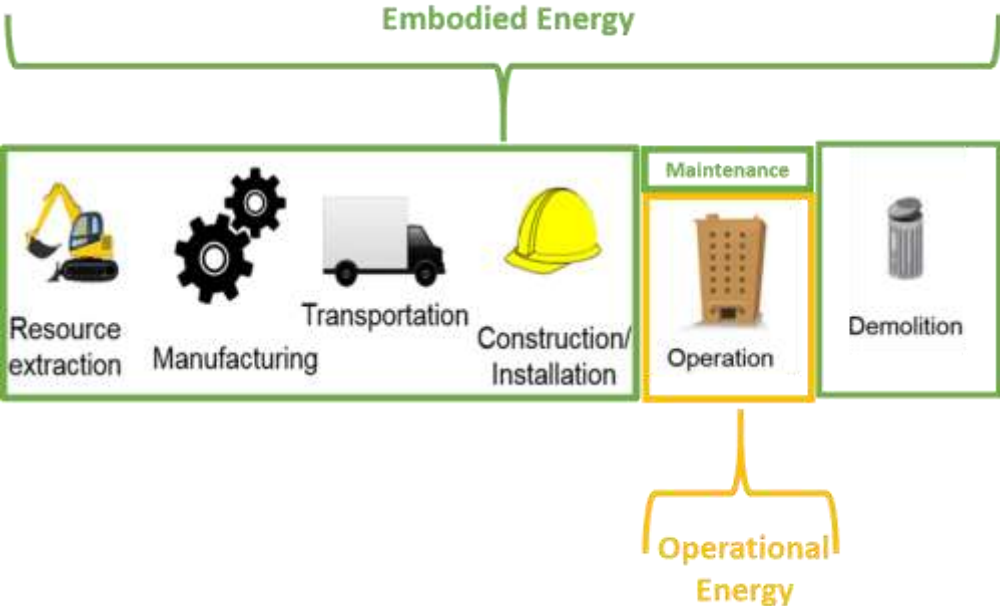 Embodied Energy
Maintenance
Resource
extraction
Manufacturing
Transportation
Construction/
Installation
Operation
Demolition
Operational
Energy